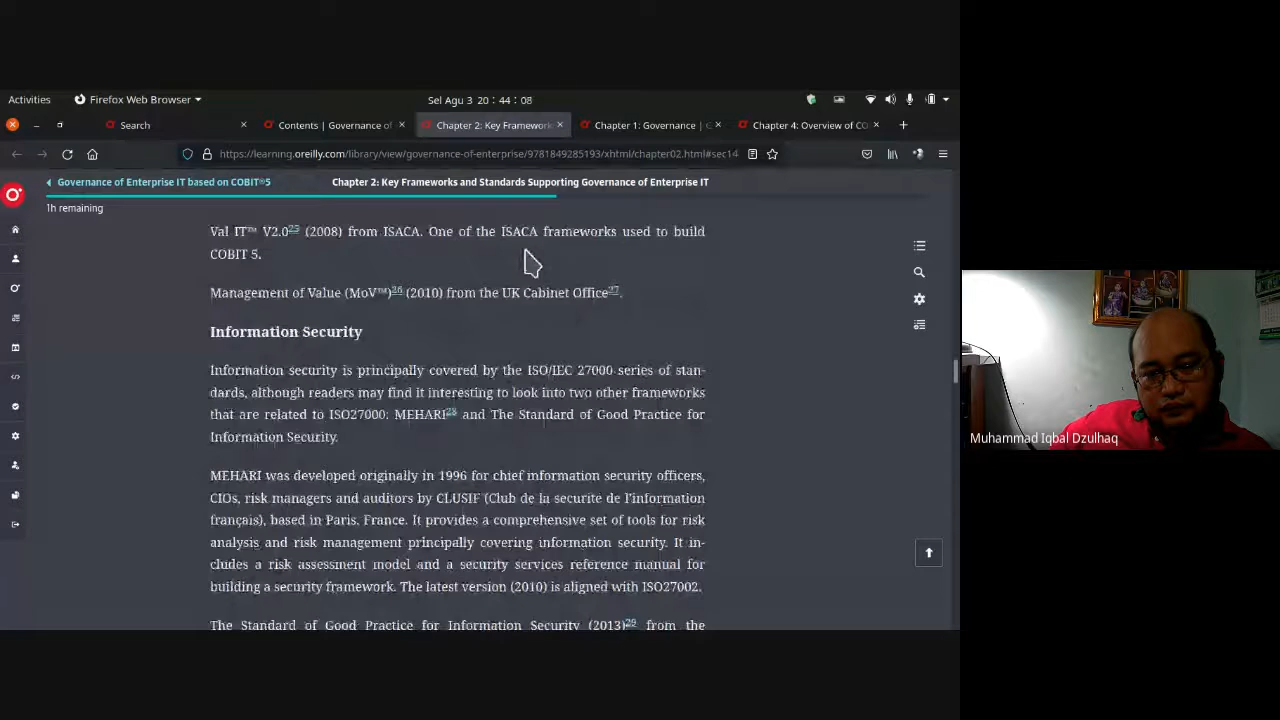 Activities
Firefox Web Browser
Sel Agu 3 20 : 44 : 08
Search
Contents | Governance of
Chapter 2: Key Framework
Chapter 1: Governance | G
Chapter 4: Overview of CO
https://learning.oreilly.com/library/view/governance-of-enterprise/9781849285193/xhtml/chapter02.html#sec14
Governance of Enterprise IT based on COBIT®5
Chapter 2: Key Frameworks and Standards Supporting Governance of Enterprise IT
1h remaining
Val IT™ V2.025 (2008) from ISACA. One of the ISACA frameworks used to build
COBIT 5.
Management of Value (MoV™)26 (2010) from the UK Cabinet Office27.
Information Security
Information security is principally covered by the ISO/IEC 27000 series of stan-
dards, although readers may find it interesting to look into two other frameworks
that are related to ISO27000: MEHARI28 and The Standard of Good Practice for
Information Security.
MEHARI was developed originally in 1996 for chief information security officers,
CIOs, risk managers and auditors by CLUSIF (Club de la securite de l'information
français), based in Paris, France. It provides a comprehensive set of tools for risk
analysis and risk management principally covering information security. It in-
cludes a risk assessment model and a security services reference manual for
building a security framework. The latest version (2010) is aligned with ISO27002.
The Standard of Good Practice for Information Security (2013)29 from the
Muhammad Iqbal Dzulhaq